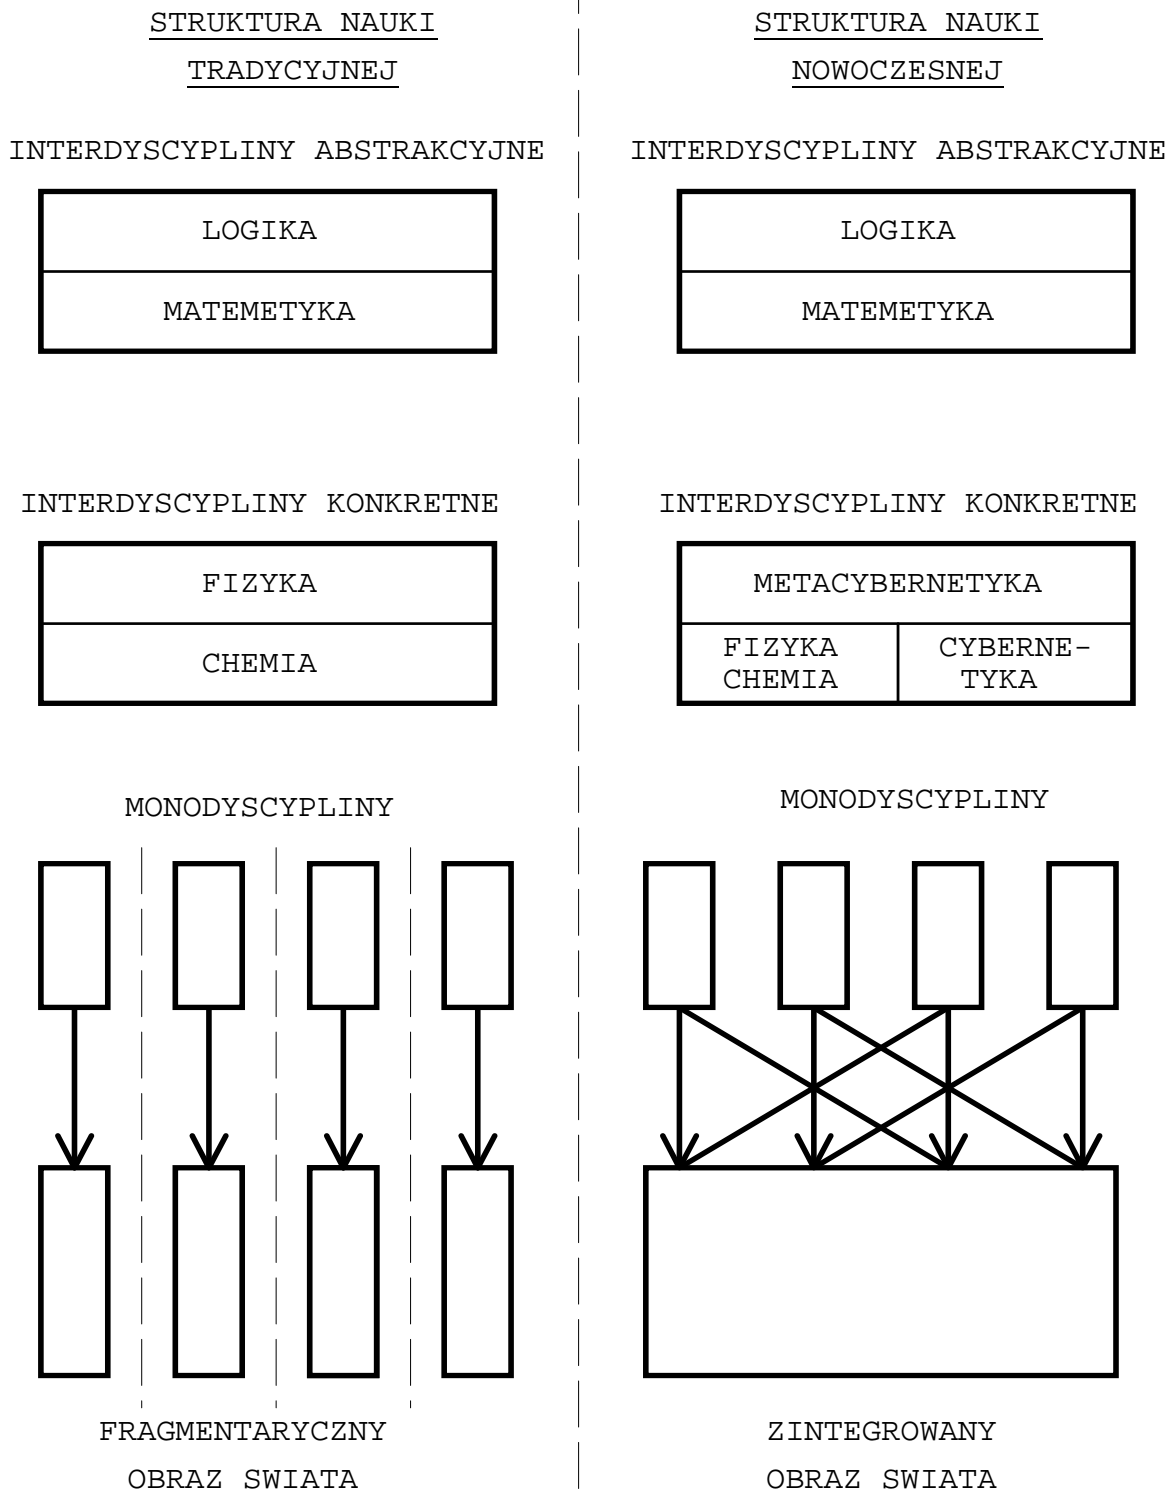 STRUKTURA NAUKI
TRADYCYJNEJ
INTERDYSCYPLINY ABSTRAKCYJNE
LOGIKA
MATEMETYKA
INTERDYSCYPLINY KONKRETNE
FIZYKA
CHEMIA
MONODYSCYPLINY
FRAGMENTARYCZNY
OBRAZ SWIATA
STRUKTURA NAUKI
NOWOCZESNEJ
INTERDYSCYPLINY ABSTRAKCYJNE
LOGIKA
MATEMETYKA
INTERDYSCYPLINY KONKRETNE
METACYBERNETYKA
FIZYKA
CHEMIA
CYBERNE-
TYKA
MONODYSCYPLINY
ZINTEGROWANY
OBRAZ SWIATA